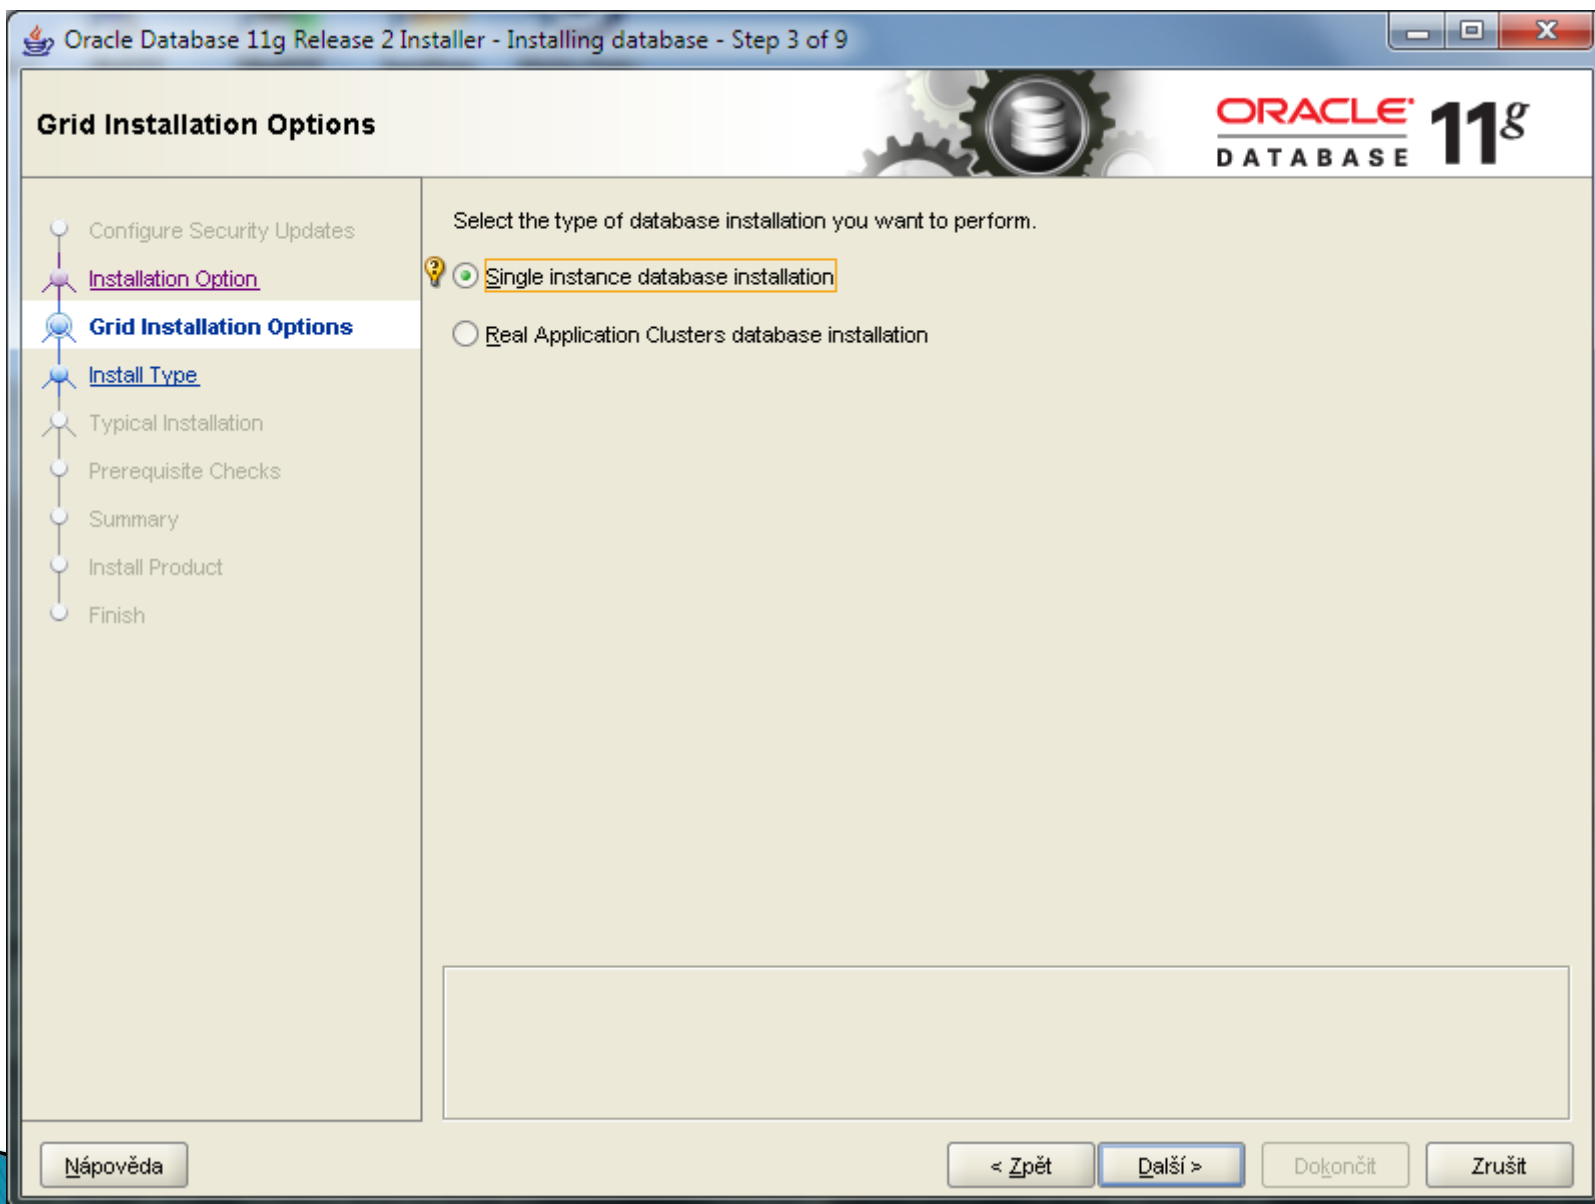 Oracle Database 11g Release 2 Installer - Installing database - Step 3 of 9
Grid Installation Options
ORACLE
DATABASE
11g
Configure Security Updates
Installation Option
Grid Installation Options
Install Type
Typical Installation
Prerequisite Checks
Summary
Install Product
Finish
Select the type of database installation you want to perform.
Single instance database installation
Real Application Clusters database installation
Nápověda
< Zpět
Další >
Dokončit
Zrušit